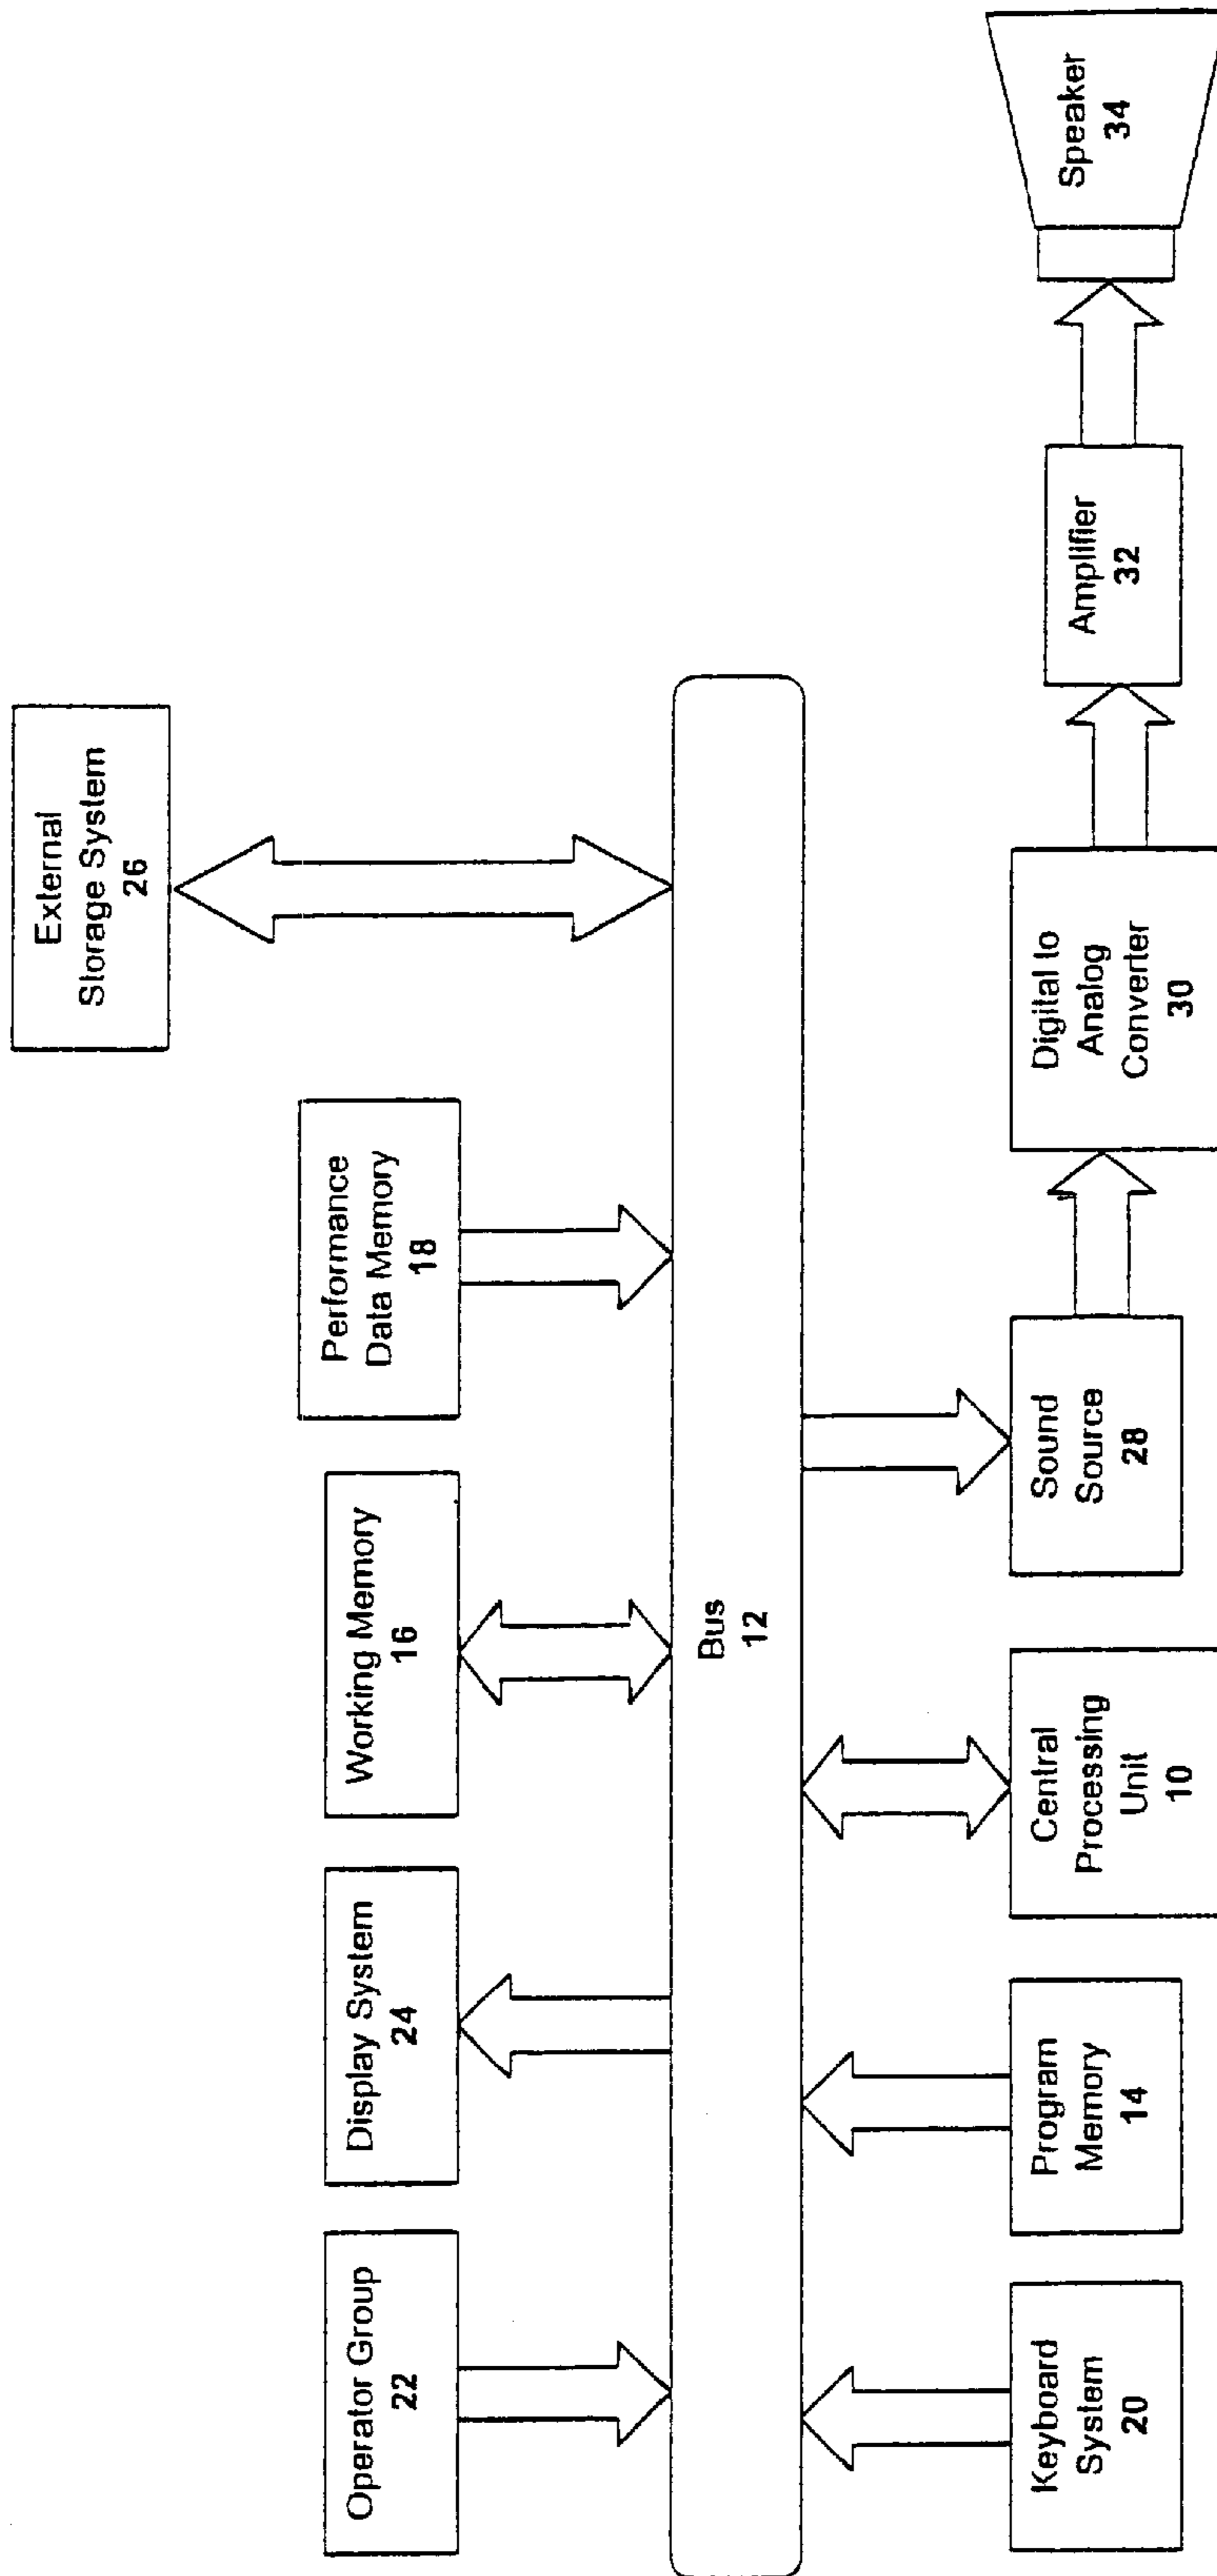 External
Storage System
26
Operator Group
22
Display System
24
Working Memory
16
Performance
Data Memory
18
Bus
12
Keyboard
System
20
Program
Memory
14
Central
Processing
Unit
10
Sound
Source
28
Digital to
Analog
Converter
30
Amplifier
32
Speaker
34